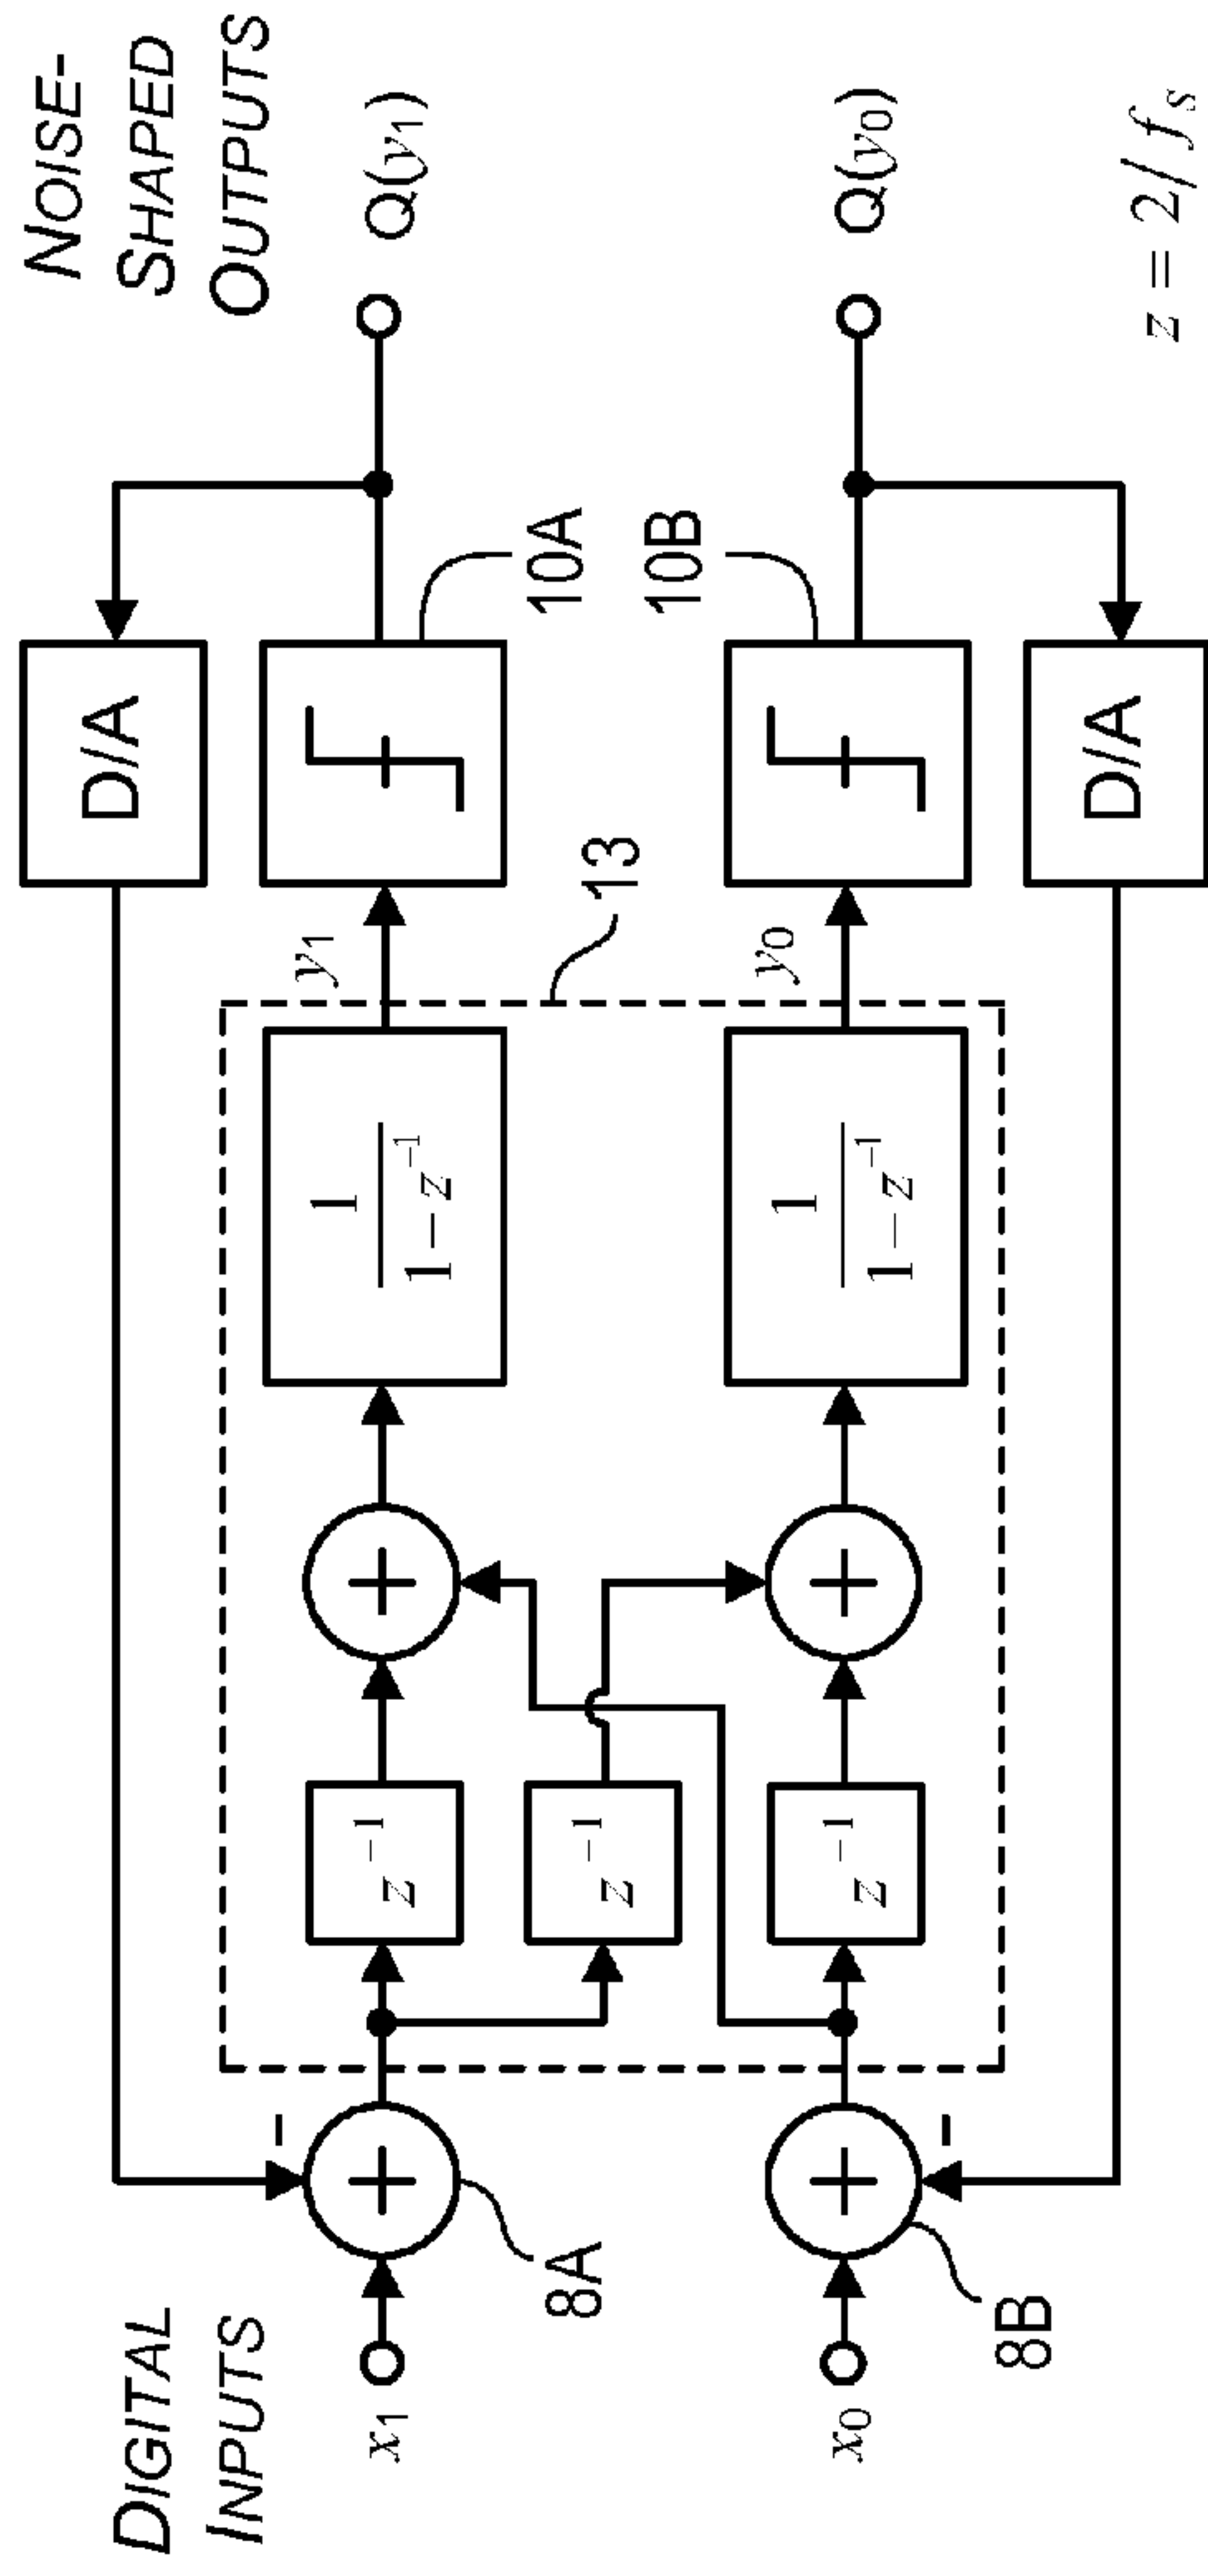 DIGITAL
INPUTS
NOISE-
SHAPED
OUTPUTS
D/A
x₁
+
−
8A
z⁻¹
+
1
1−z⁻¹
y₁
10A
Q(y₁)
z⁻¹
13
x₀
+
−
8B
z⁻¹
+
1
1−z⁻¹
y₀
10B
Q(y₀)
D/A
z = 2/fₛ